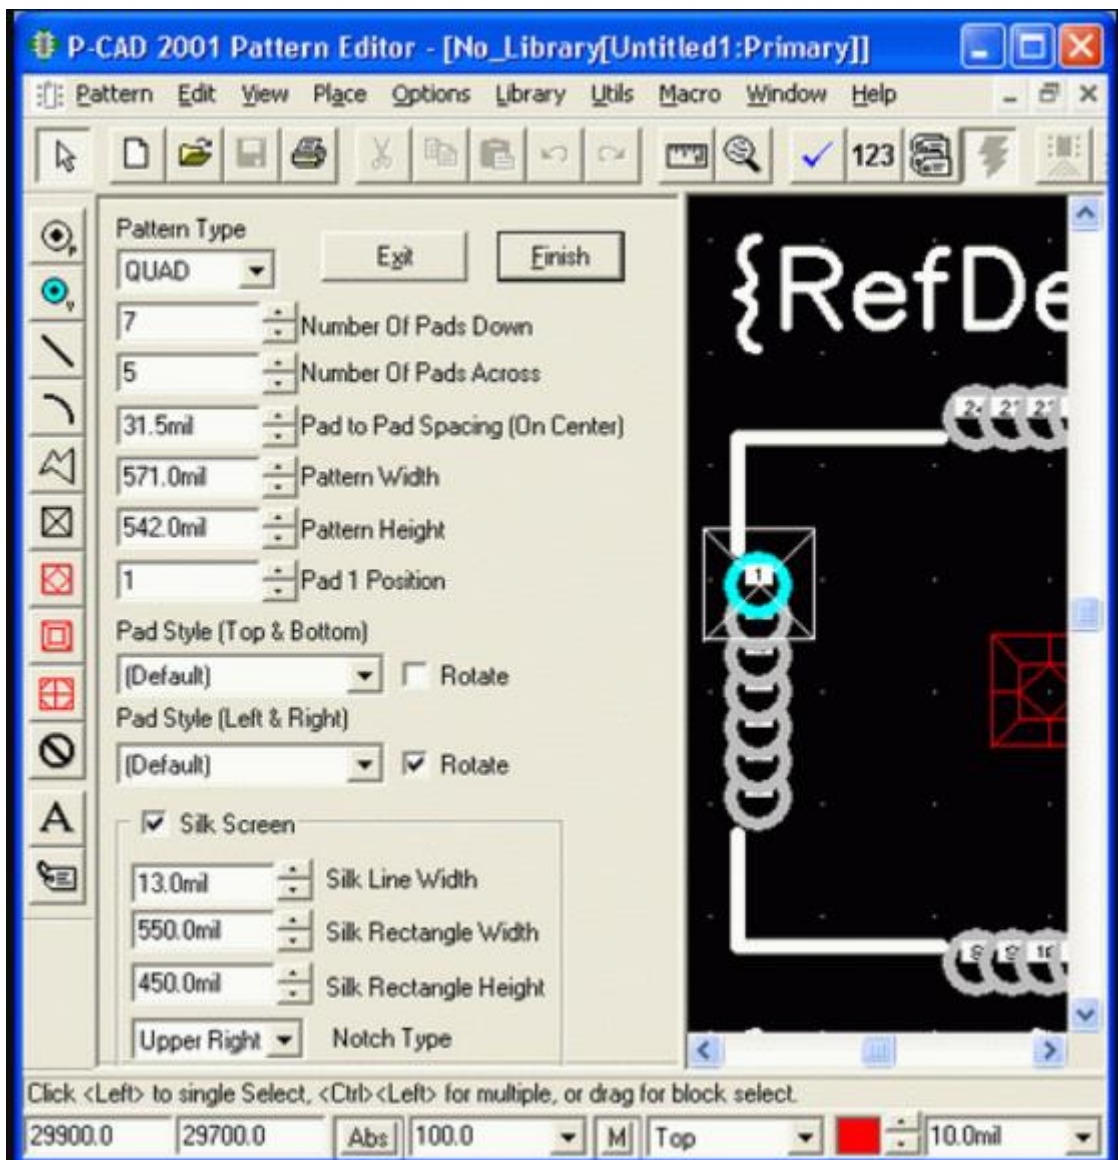 P-CAD 2001 Pattern Editor - [No_Library[Untitled1:Primary]]
Pattern Edit View Place Options Library Utils Macro Window Help
123
Pattern Type
QUAD
Exit
Finish
7 Number Of Pads Down
5 Number Of Pads Across
31.5mil Pad to Pad Spacing (On Center)
571.0mil Pattern Width
542.0mil Pattern Height
1 Pad 1 Position
Pad Style (Top & Bottom)
(Default) Rotate
Pad Style (Left & Right)
(Default) Rotate
Silk Screen
13.0mil Silk Line Width
550.0mil Silk Rectangle Width
450.0mil Silk Rectangle Height
Upper Right Notch Type
{RefDe
1
Click <Left> to single Select, <Ctrl><Left> for multiple, or drag for block select.
29900.0 29700.0 Abs 100.0 M Top 10.0mil